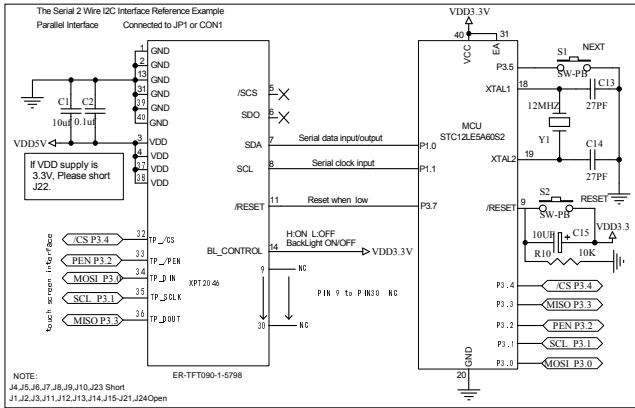 The Serial 2 Wire I2C Interface Reference Example
Parallel Interface Connected to JP1 or CON1
VDD3.3V
40
31
VCC
EA
S1
NEXT
SW-PB
P3.5
1 GND
2 GND
13 GND
31 GND
39 GND
40 GND
/SCS 5
SDO 6
C1
10uf
C2
0.1uf
VDD5V
3 VDD
4 VDD
37 VDD
38 VDD
If VDD supply is
3.3V, Please short
J22.
SDA 7 Serial data input/output P1.0
SCL 8 Serial clock input P1.1
/RESET 11 Reset when low P3.7
BL_CONTROL 14
H:ON L:OFF
BackLight ON/OFF
VDD3.3V
MCU
STC12LE5A60S2
XTAL1 18
C13
27PF
12MHZ
Y1
XTAL2 19
C14
27PF
/RESET 9
S2
RESET
SW-PB
10UF
C15
VDD3.3
R10
10K
touch screen interface
/CS P3.4 32 TP_/CS
PEN P3.2 33 TP_/PEN
MOSI P3.0 34 TP_DIN
SCL P3.1 35 TP_SCLK
MISO P3.3 36 TP_DOUT
XPT2046
9 NC
PIN 9 to PIN30 NC
30 NC
P3.4 /CS P3.4
P3.3 MISO P3.3
P3.2 PEN P3.2
P3.1 SCL P3.1
P3.0 MOSI P3.0
20
GND
ER-TFT090-1-5798
NOTE:
J4,J5,J6,J7,J8,J9,J10,J23 Short
J1,J2,J3,J11,J12,J13,J14,J15-J21,J24Open